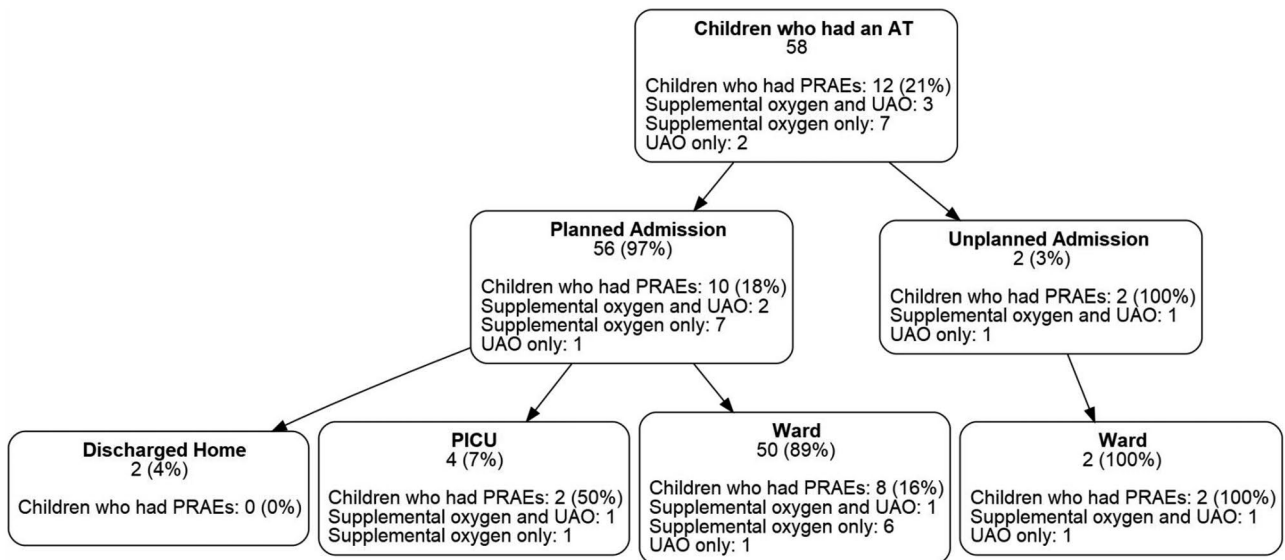 Children who had an AT
58
Children who had PRAEs: 12 (21%)
Supplemental oxygen and UAO: 3
Supplemental oxygen only: 7
UAO only: 2
Planned Admission
56 (97%)
Children who had PRAEs: 10 (18%)
Supplemental oxygen and UAO: 2
Supplemental oxygen only: 7
UAO only: 1
Unplanned Admission
2 (3%)
Children who had PRAEs: 2 (100%)
Supplemental oxygen and UAO: 1
UAO only: 1
Discharged Home
2 (4%)
Children who had PRAEs: 0 (0%)
PICU
4 (7%)
Children who had PRAEs: 2 (50%)
Supplemental oxygen and UAO: 1
Supplemental oxygen only: 1
Ward
50 (89%)
Children who had PRAEs: 8 (16%)
Supplemental oxygen and UAO: 1
Supplemental oxygen only: 6
UAO only: 1
Ward
2 (100%)
Children who had PRAEs: 2 (100%)
Supplemental oxygen and UAO: 1
UAO only: 1